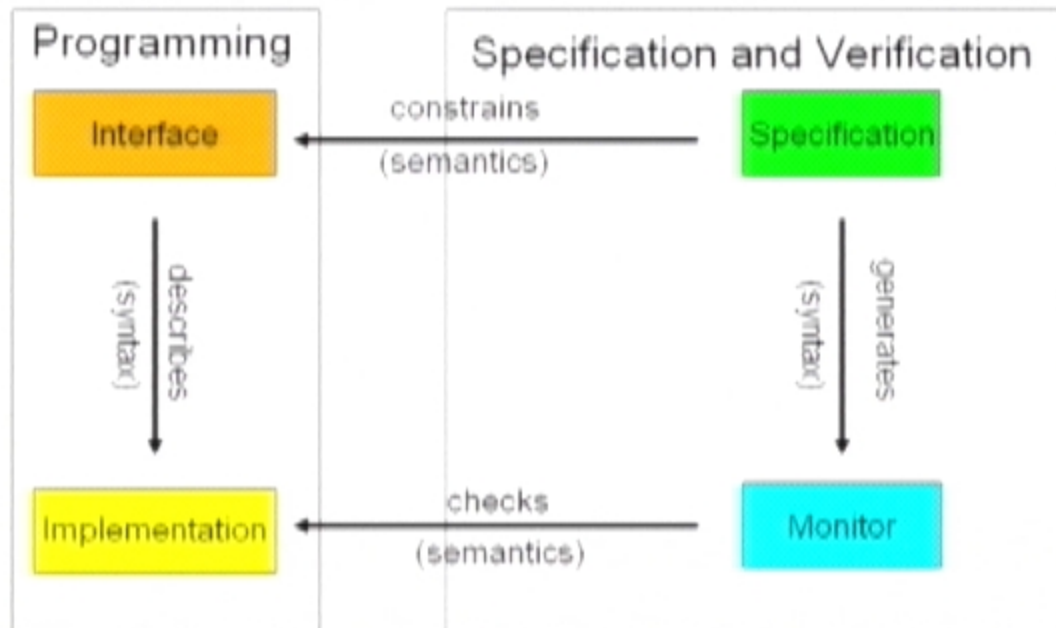 Programming
Specification and Verification
Interface
constrains
(semantics)
Specification
describes
(syntax)
generates
(syntax)
Implementation
checks
(semantics)
Monitor